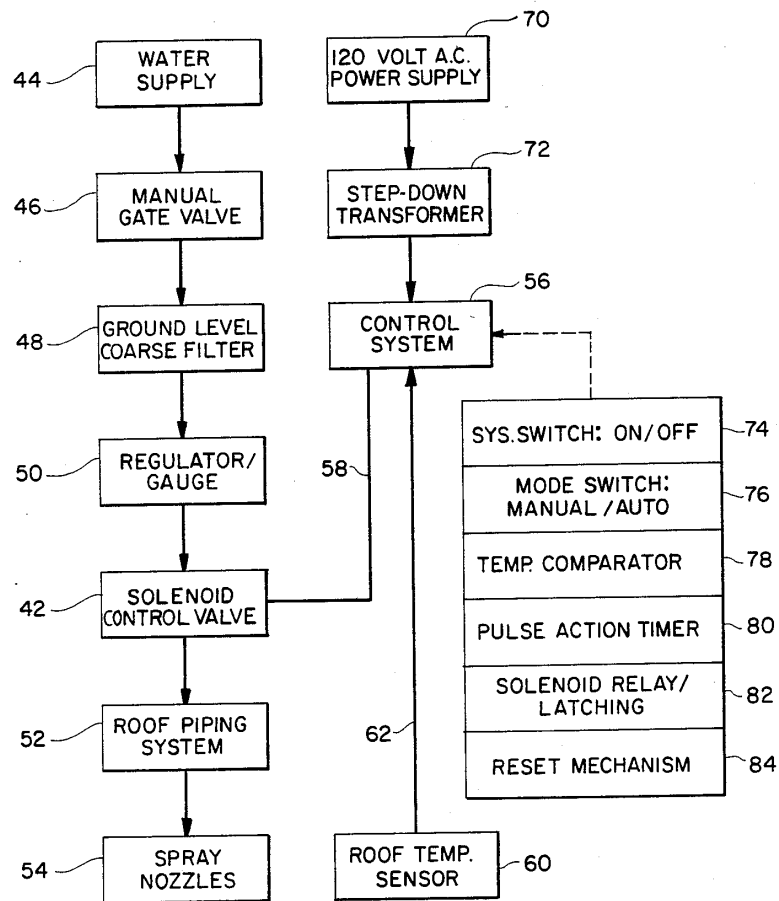 44
WATER
SUPPLY
46
MANUAL
GATE VALVE
48
GROUND LEVEL
COARSE FILTER
50
REGULATOR/
GAUGE
42
SOLENOID
CONTROL VALVE
52
ROOF PIPING
SYSTEM
54
SPRAY
NOZZLES
70
120 VOLT A.C.
POWER SUPPLY
72
STEP-DOWN
TRANSFORMER
56
CONTROL
SYSTEM
58
62
60
ROOF TEMP.
SENSOR
SYS.SWITCH: ON/OFF
74
MODE SWITCH:
MANUAL/AUTO
76
TEMP. COMPARATOR
78
PULSE ACTION TIMER
80
SOLENOID RELAY/
LATCHING
82
RESET MECHANISM
84